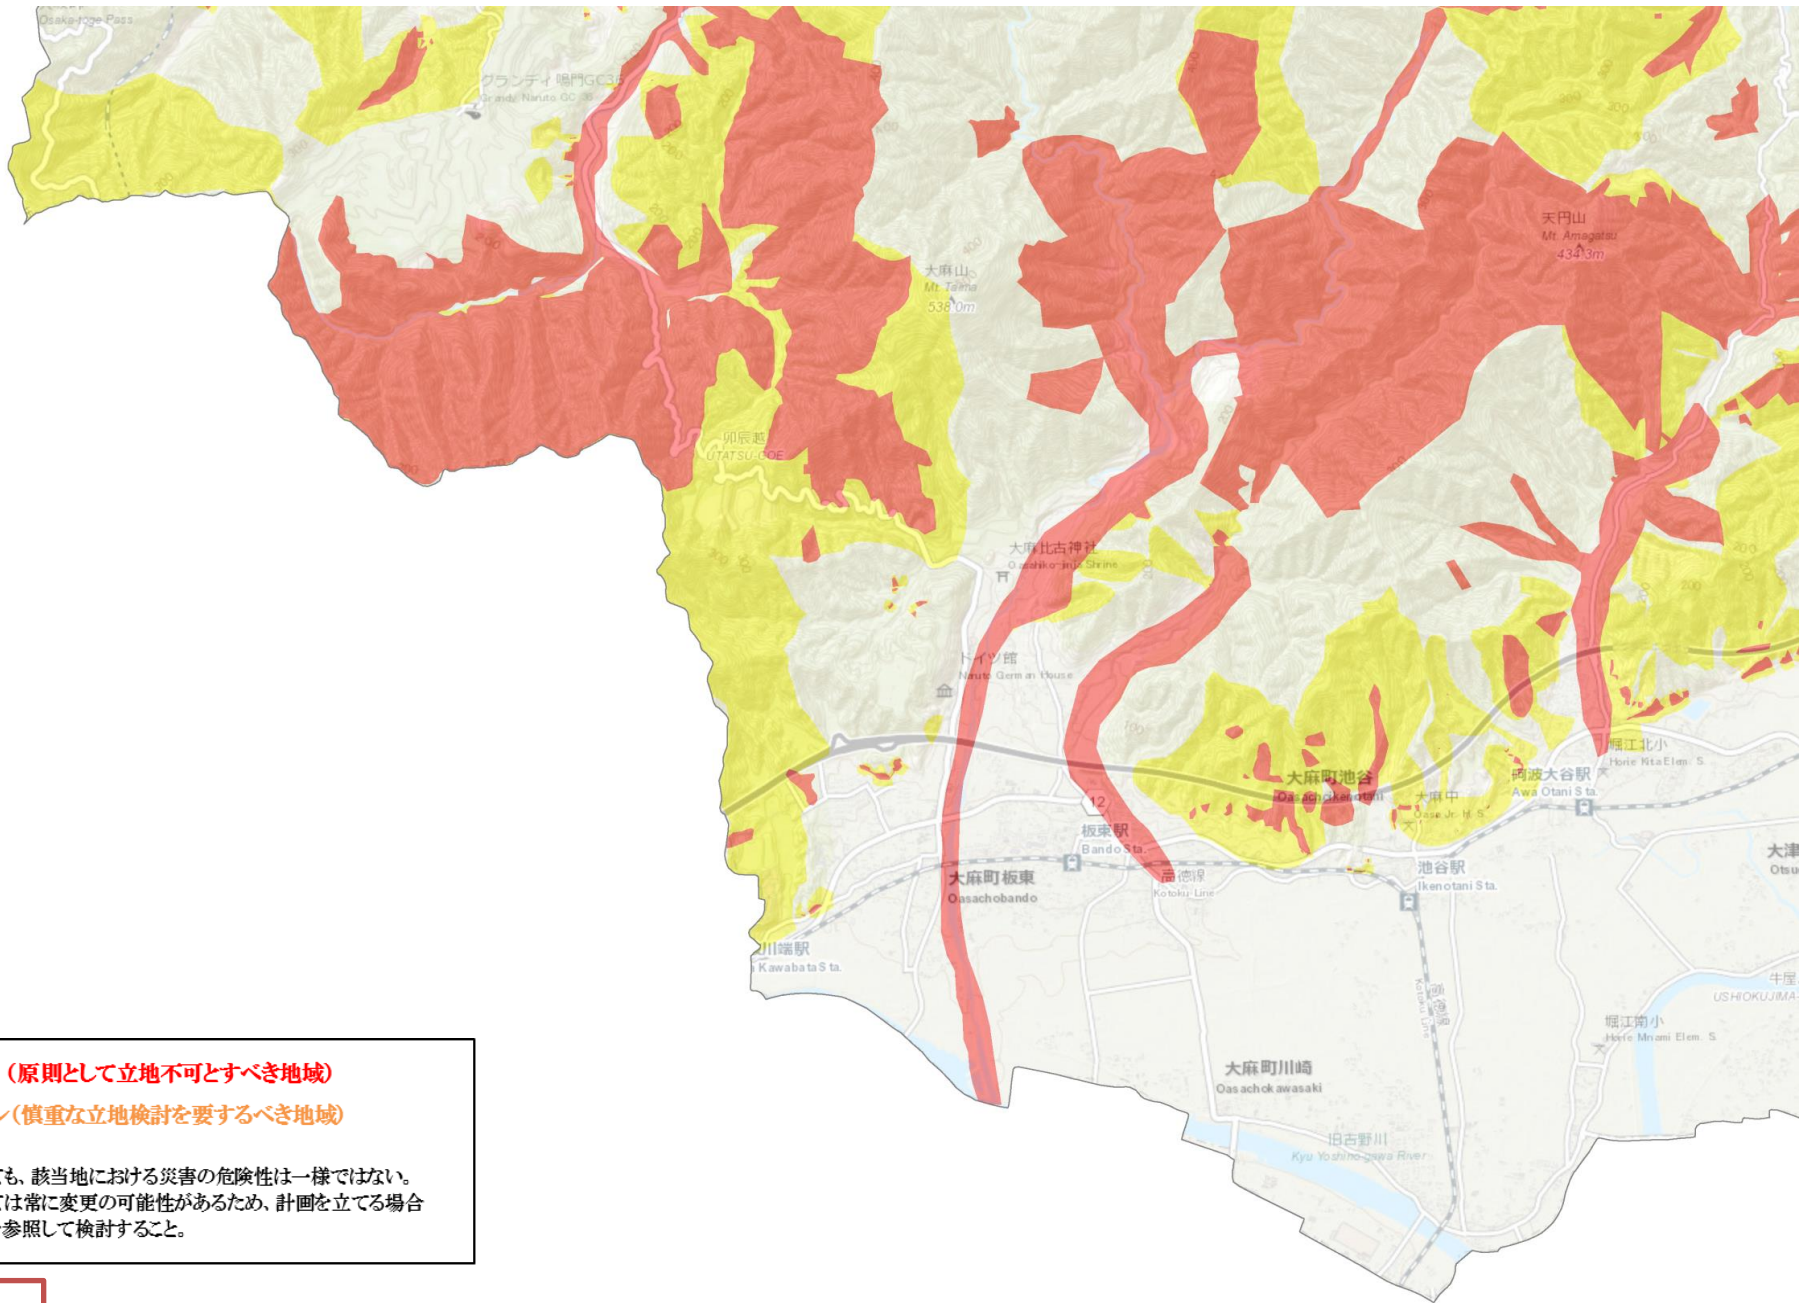 Osaka-toge Pass
グランディ鳴門GC36
Grandy Naruto GC 36
大麻山
Mt. Taima
538.0m
天円山
Mt. Amagatsu
434.3m
卯辰越
UTATSU-GOE
大麻比古神社
Oasahiko-jinja Shrine
ドイツ館
Naruto German House
12
板東駅
Bando Sta.
大麻町板東
Oasachobando
高徳線
Kotoku Line
大麻町池谷
Oasachoikenotani
大麻中
Oasa Jr. H. S.
阿波大谷駅
Awa Otani Sta.
堀江北小
Horie Kita Elem. S.
池谷駅
Ikenotani Sta.
大津
Otsu
川端駅
Kawabata Sta.
高徳線
Kotoku Line
牛屋
USHIOKUJIMA-
堀江南小
Horie Minami Elem. S.
大麻町川崎
Oasachokawasaki
旧吉野川
Kyu Yoshino-gawa River
（原則として立地不可とすべき地域）
ン（慎重な立地検討を要するべき地域）
ても、該当地における災害の危険性は一様ではない。
ては常に変更の可能性があるため、計画を立てる場合
を参照して検討すること。